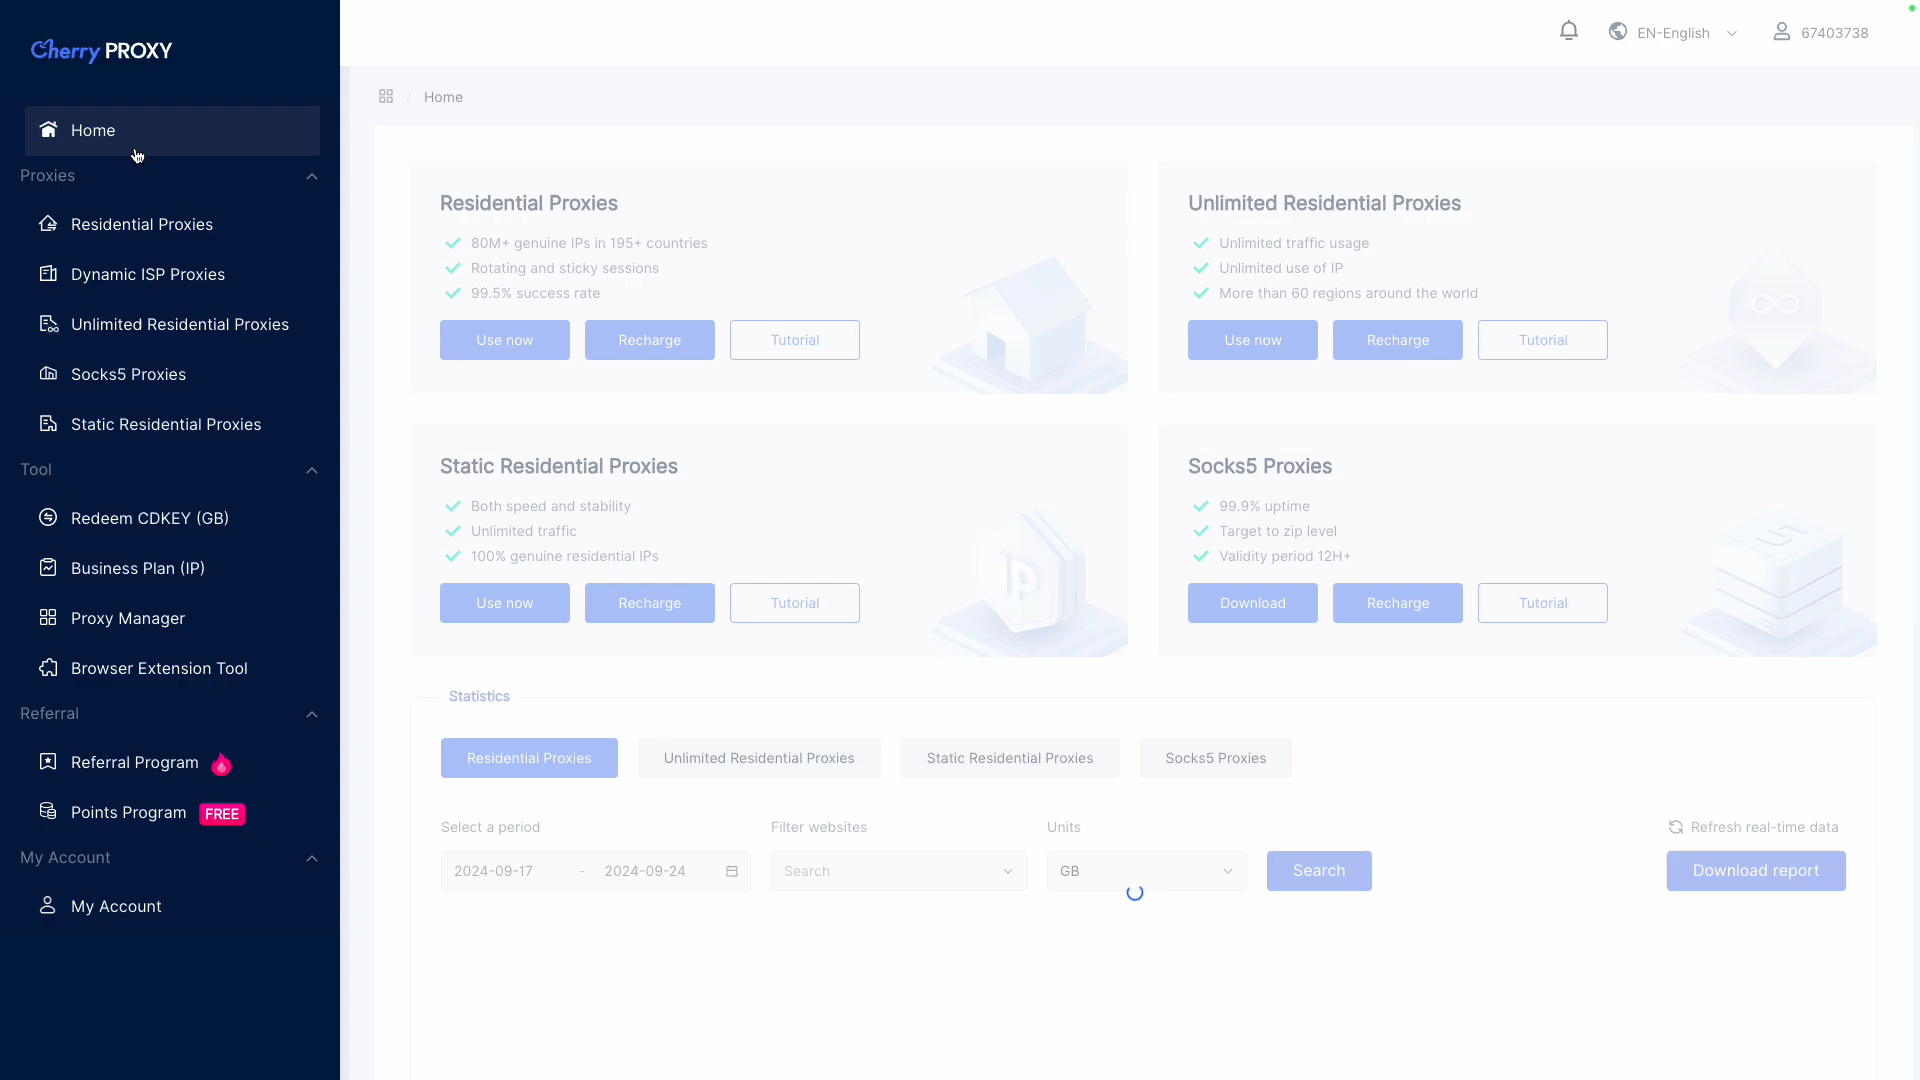 Cherry PROXY
EN-English
67403738
Home
Home
Proxies
Residential Proxies
Dynamic ISP Proxies
Unlimited Residential Proxies
Socks5 Proxies
Static Residential Proxies
Tool
Redeem CDKEY (GB)
Business Plan (IP)
Proxy Manager
Browser Extension Tool
Referral
Referral Program
Points Program FREE
My Account
My Account
Residential Proxies
80M+ genuine IPs in 195+ countries
Rotating and sticky sessions
99.5% success rate
Use now Recharge Tutorial
Unlimited Residential Proxies
Unlimited traffic usage
Unlimited use of IP
More than 60 regions around the world
Use now Recharge Tutorial
Static Residential Proxies
Both speed and stability
Unlimited traffic
100% genuine residential IPs
Use now Recharge Tutorial
IP
Socks5 Proxies
99.9% uptime
Target to zip level
Validity period 12H+
Download Recharge Tutorial
Statistics
Residential Proxies Unlimited Residential Proxies Static Residential Proxies Socks5 Proxies
Select a period Filter websites Units Refresh real-time data
2024-09-17 - 2024-09-24 Search GB Search Download report